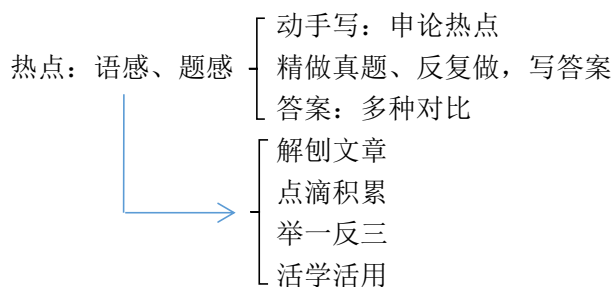 动手写：申论热点
热点：语感、题感
精做真题、反复做，写答案
答案：多种对比
解刨文章
点滴积累
举一反三
活学活用